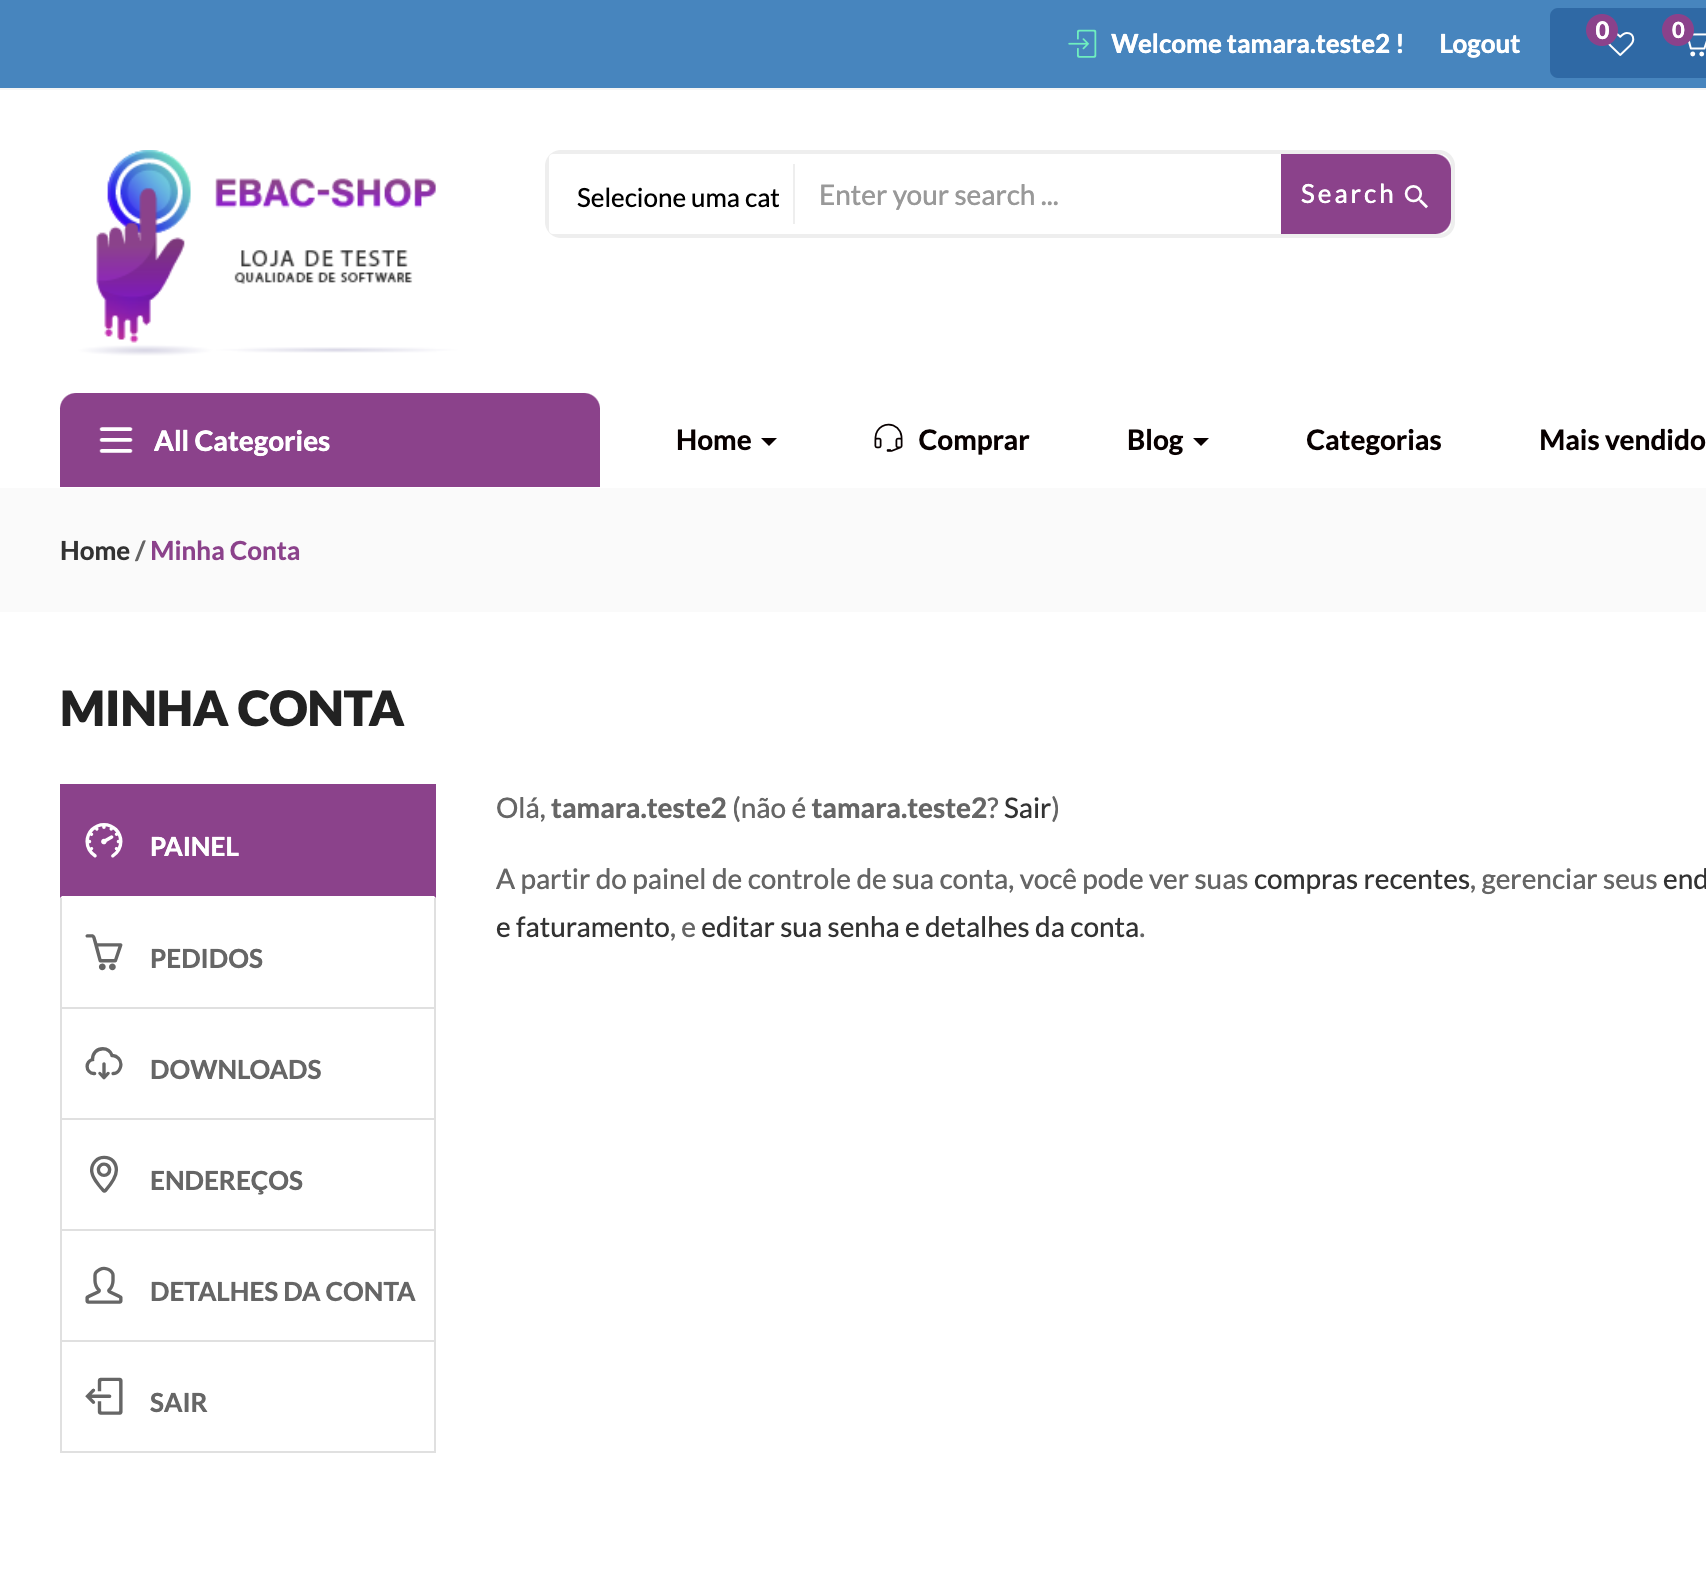 Welcome tamara.teste2 ! Logout 0 0
EBAC-SHOP
LOJA DE TESTE
QUALIDADE DE SOFTWARE
Selecione uma cat Enter your search ... Search
All Categories Home Comprar Blog Categorias Mais vendido
Home / Minha Conta
MINHA CONTA
PAINEL
PEDIDOS
DOWNLOADS
ENDEREÇOS
DETALHES DA CONTA
SAIR
Olá, tamara.teste2 (não é tamara.teste2? Sair)
A partir do painel de controle de sua conta, você pode ver suas compras recentes, gerenciar seus end
e faturamento, e editar sua senha e detalhes da conta.